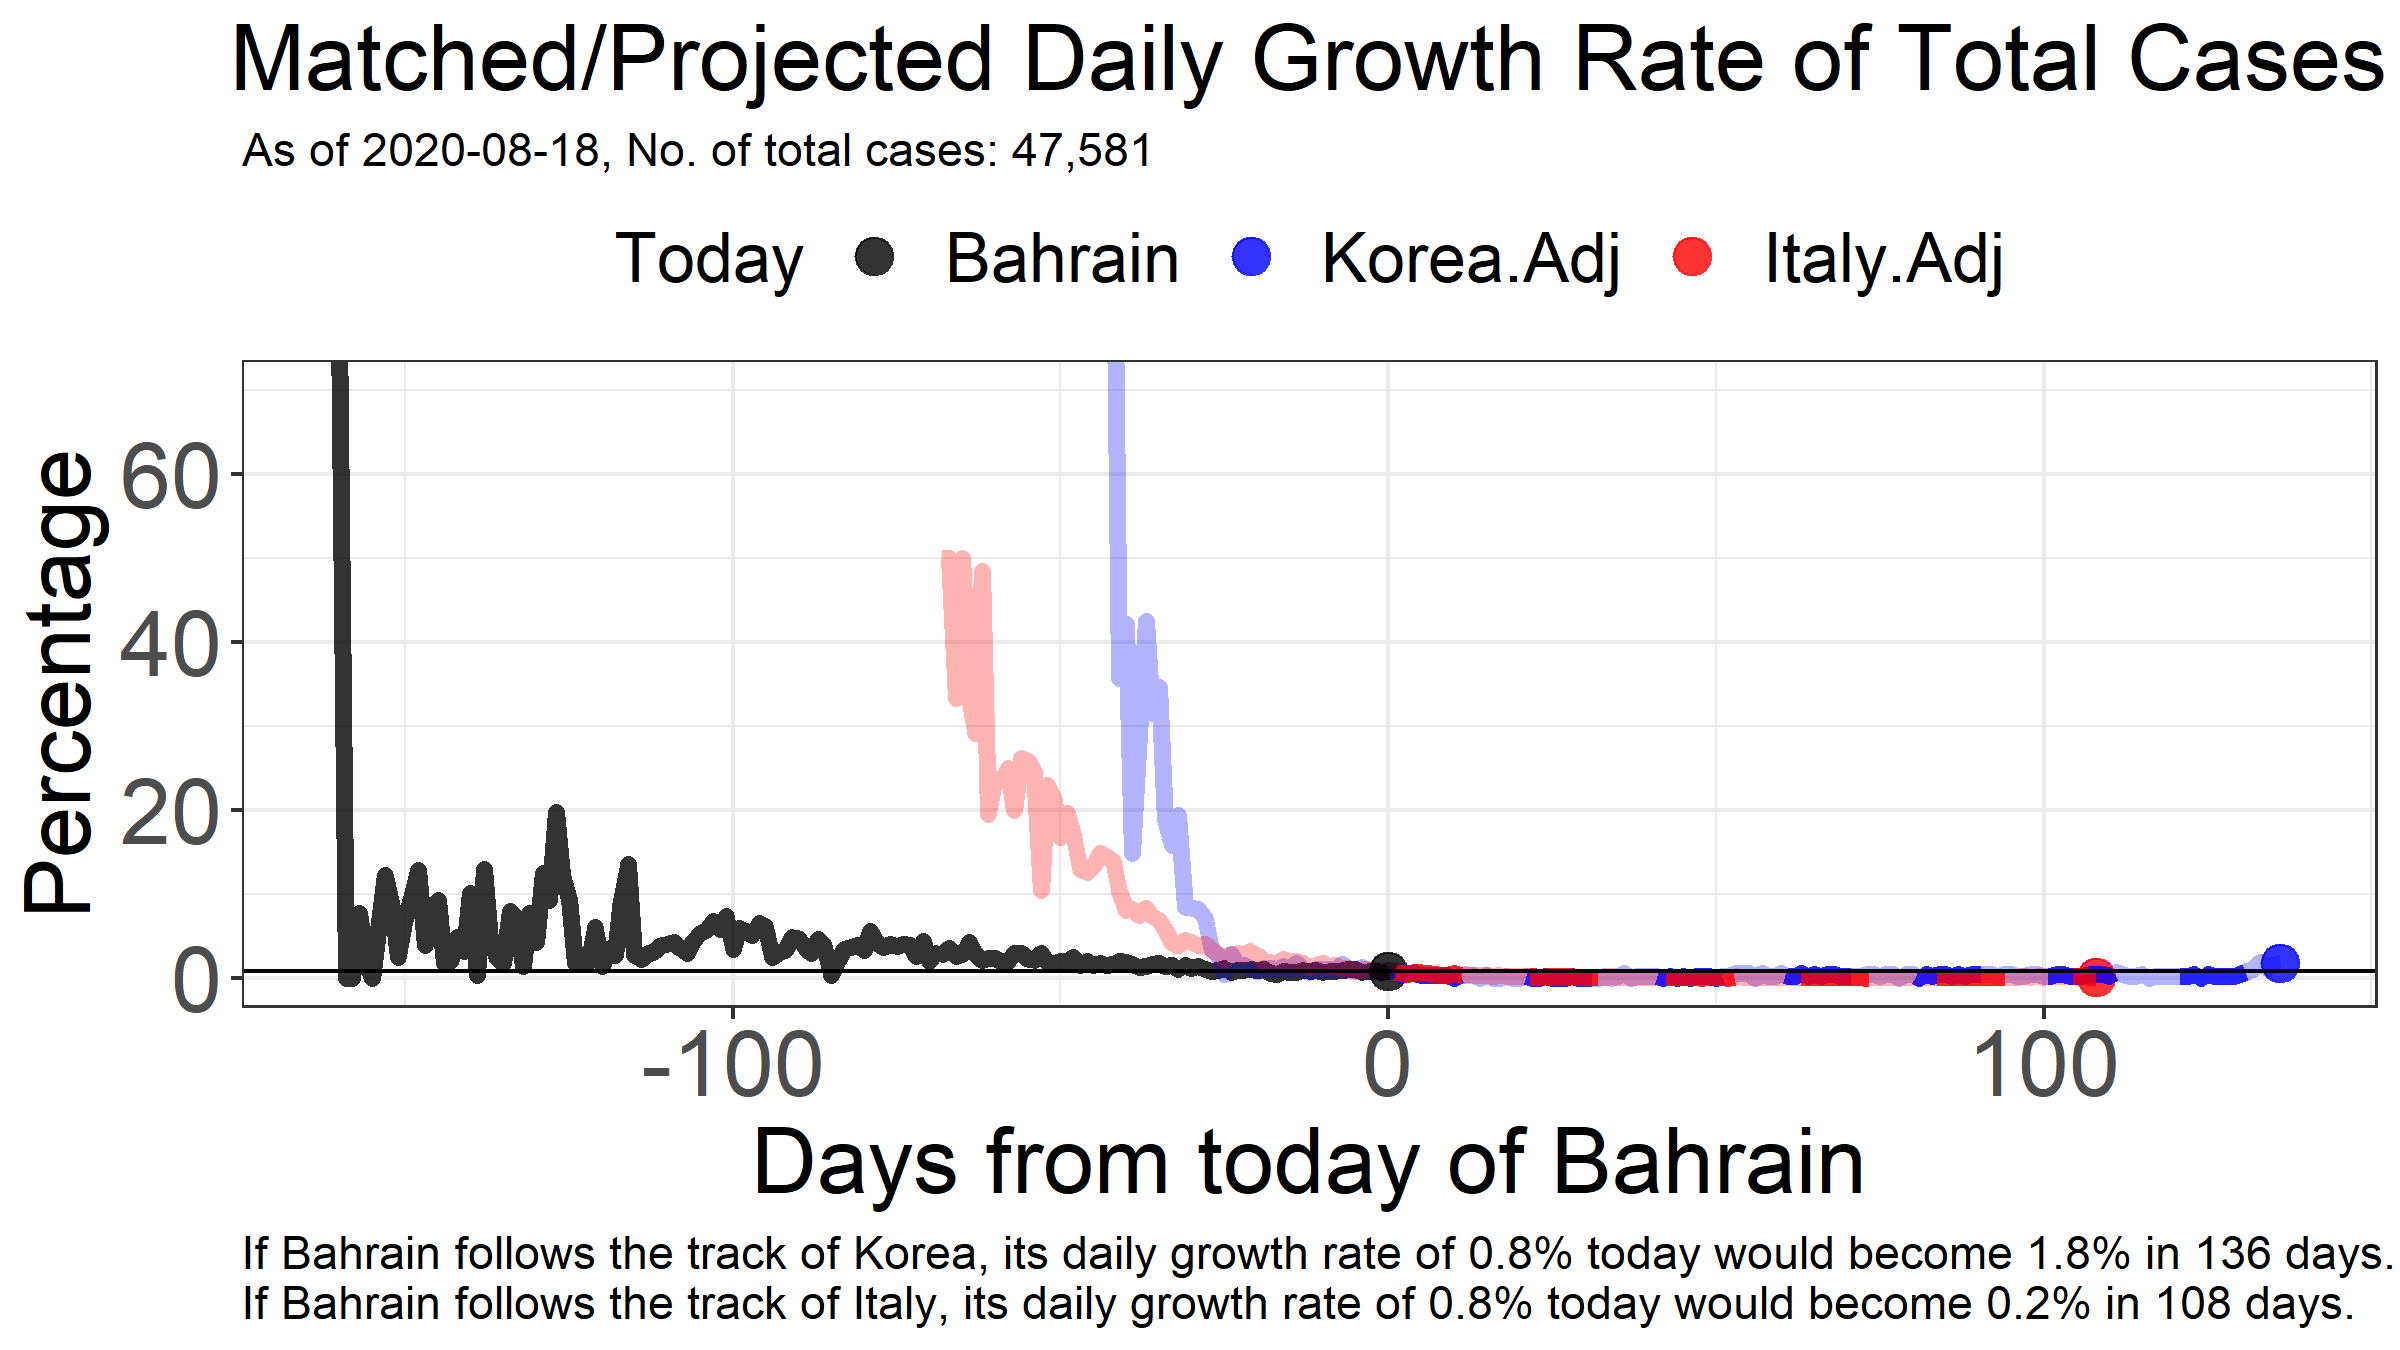 Matched/Projected Daily Growth Rate of Total Cases
As of 2020-08-18, No. of total cases: 47,581
Today Bahrain Korea.Adj Italy.Adj
Percentage
60
40
20
0
-100 0 100
Days from today of Bahrain
If Bahrain follows the track of Korea, its daily growth rate of 0.8% today would become 1.8% in 136 days.
If Bahrain follows the track of Italy, its daily growth rate of 0.8% today would become 0.2% in 108 days.